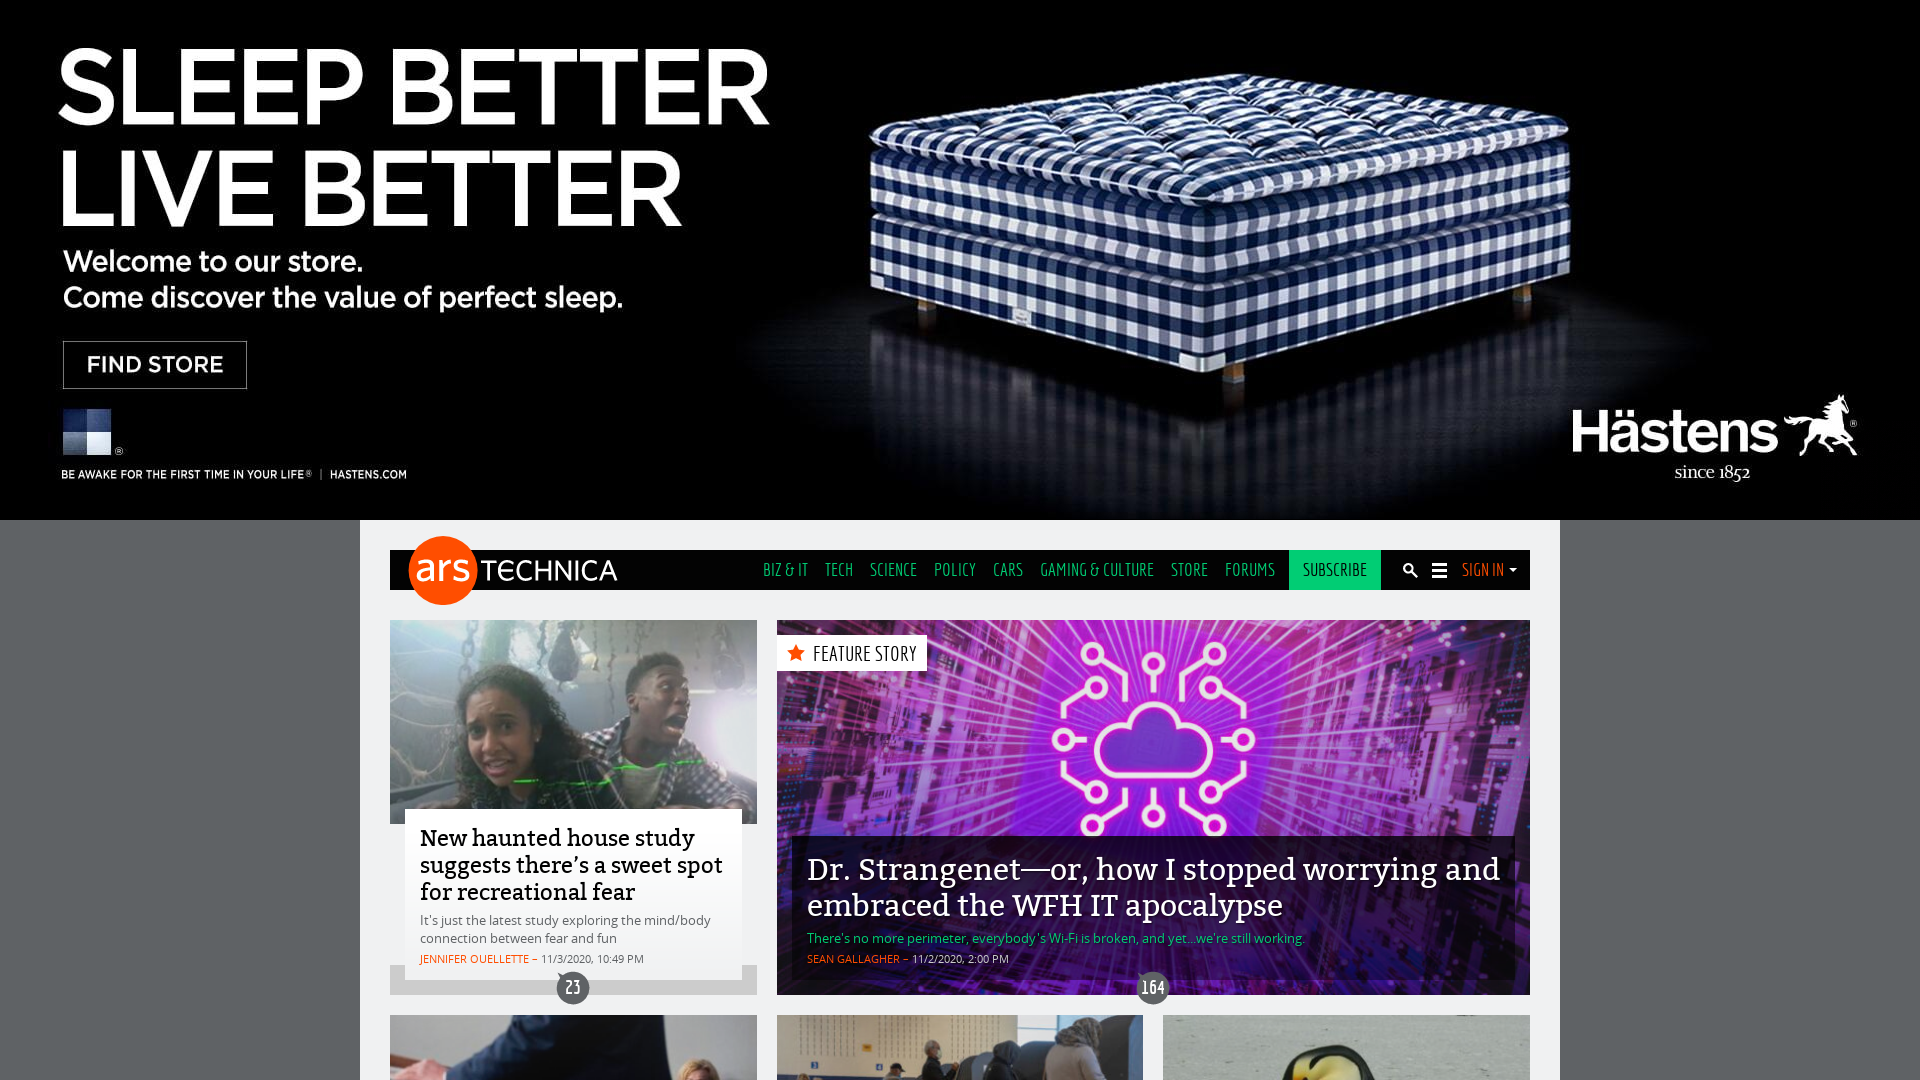 SLEEP BETTER
LIVE BETTER
Welcome to our store.
Come discover the value of perfect sleep.
FIND STORE
®
BE AWAKE FOR THE FIRST TIME IN YOUR LIFE® | HASTENS.COM
Hästens ®
since 1852
ars TECHNICA
BIZ & IT TECH SCIENCE POLICY CARS GAMING & CULTURE STORE FORUMS SUBSCRIBE SIGN IN
FEATURE STORY
New haunted house study
suggests there’s a sweet spot
for recreational fear
It's just the latest study exploring the mind/body
connection between fear and fun
JENNIFER OUELLETTE – 11/3/2020, 10:49 PM
23
Dr. Strangenet—or, how I stopped worrying and
embraced the WFH IT apocalypse
There's no more perimeter, everybody's Wi-Fi is broken, and yet...we're still working.
SEAN GALLAGHER – 11/2/2020, 2:00 PM
164